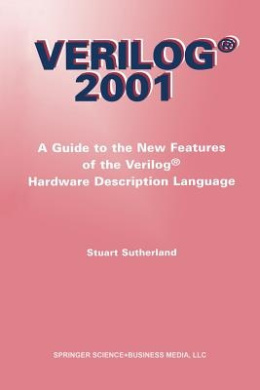 VERILOG®
2001
A Guide to the New Features
of the Verilog®
Hardware Description Language
Stuart Sutherland
SPRINGER SCIENCE+BUSINESS MEDIA, LLC